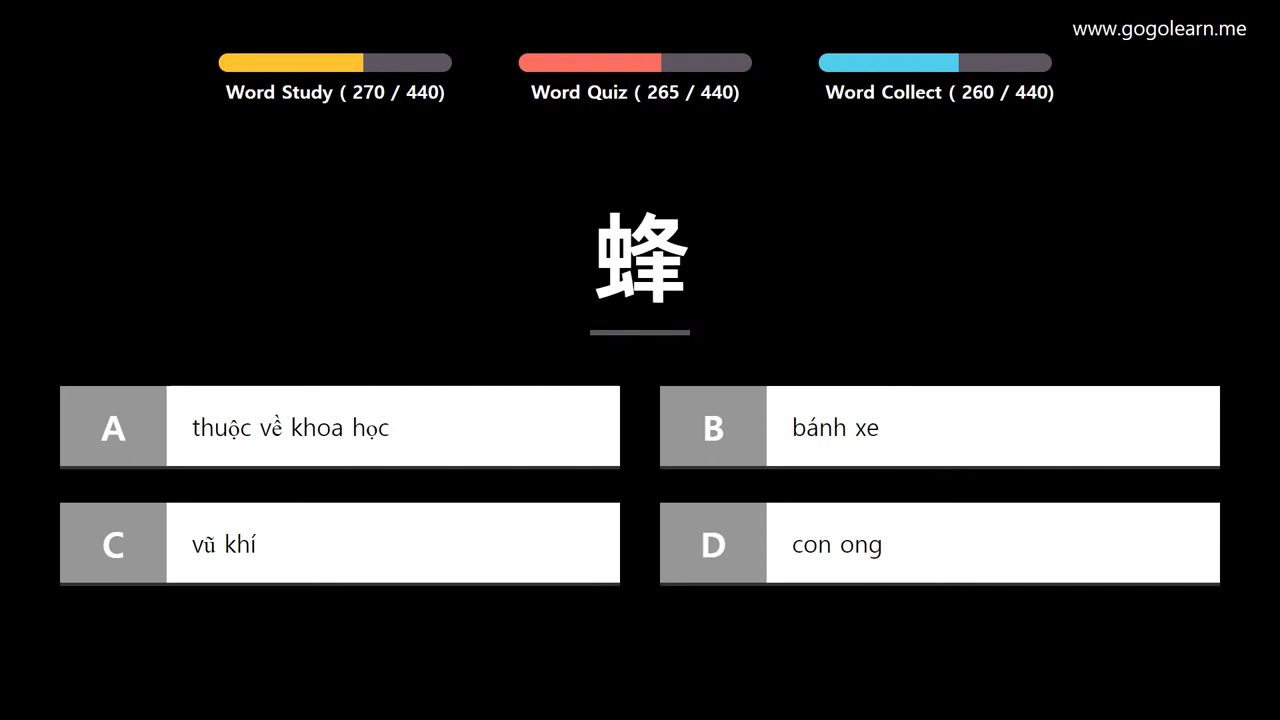 www.gogolearn.me
Word Study ( 270 / 440)
Word Quiz ( 265 / 440)
Word Collect ( 260 / 440)
蜂
A thuộc về khoa học
B bánh xe
C vũ khí
D con ong